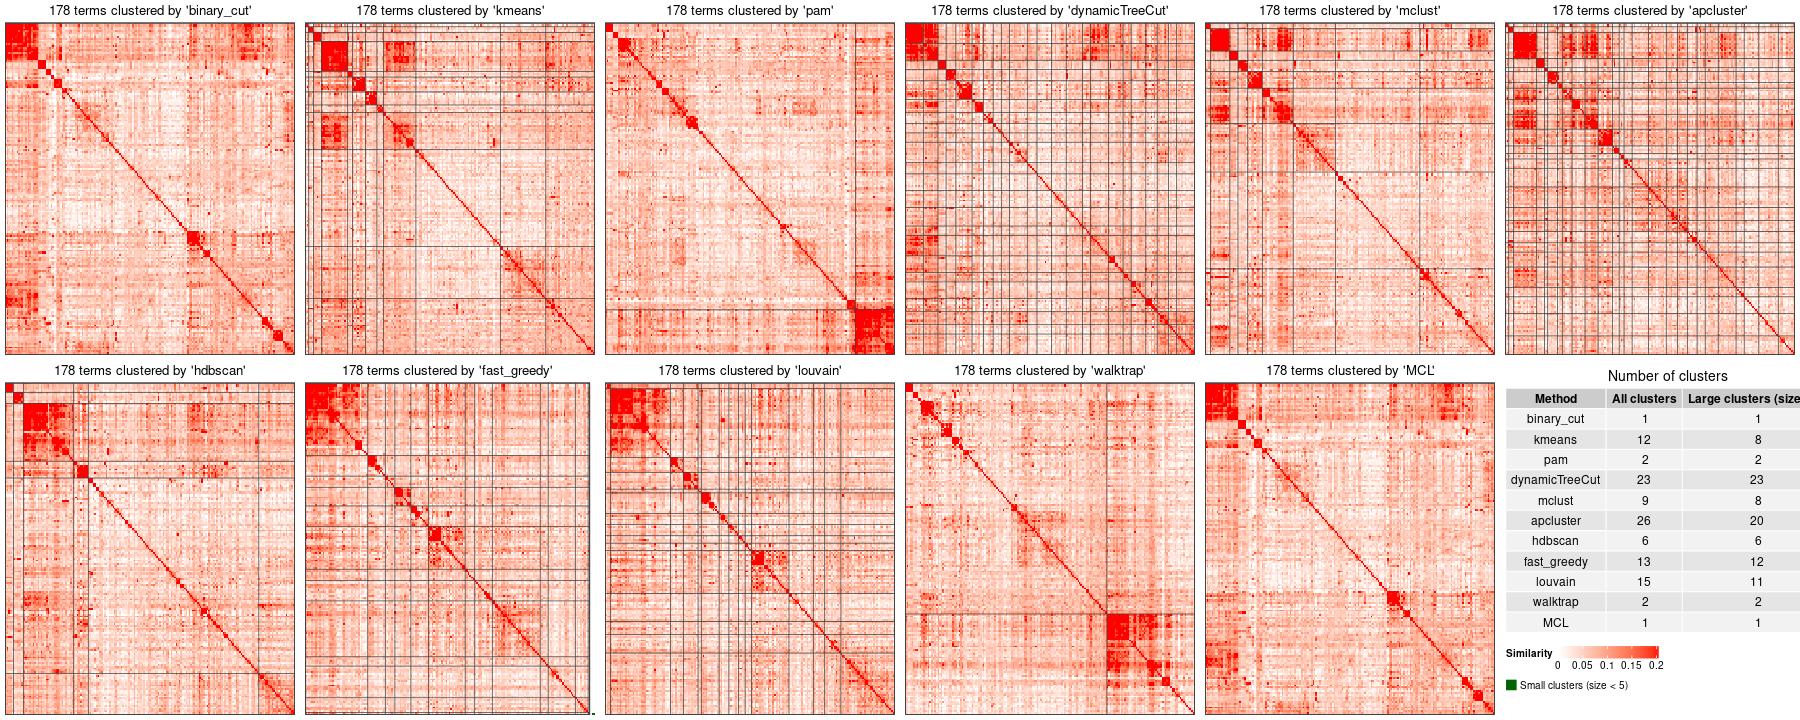 178 terms clustered by 'binary_cut'
178 terms clustered by 'kmeans'
178 terms clustered by 'pam'
178 terms clustered by 'dynamicTreeCut'
178 terms clustered by 'mclust'
178 terms clustered by 'apcluster'
178 terms clustered by 'hdbscan'
178 terms clustered by 'fast_greedy'
178 terms clustered by 'louvain'
178 terms clustered by 'walktrap'
178 terms clustered by 'MCL'
Number of clusters
Method All clusters Large clusters (size
binary_cut 1 1
kmeans 12 8
pam 2 2
dynamicTreeCut 23 23
mclust 9 8
apcluster 26 20
hdbscan 6 6
fast_greedy 13 12
louvain 15 11
walktrap 2 2
MCL 1 1
Similarity
0 0.05 0.1 0.15 0.2
Small clusters (size < 5)